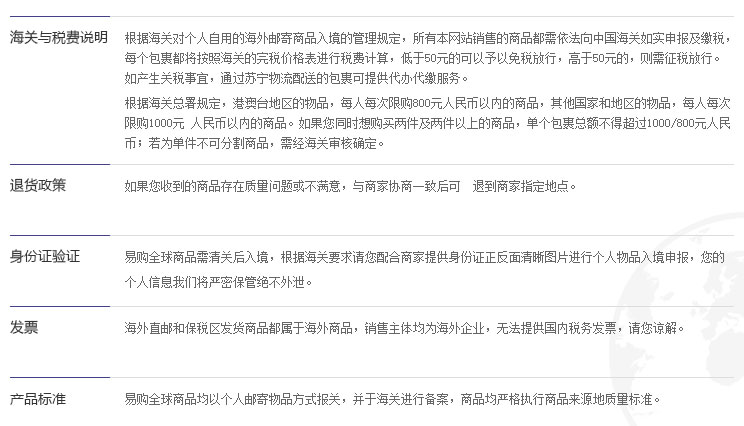 海关与税费说明
根据海关对个人自用的海外邮寄商品入境的管理规定，所有本网站销售的商品都需依法向中国海关如实申报及缴税，
每个包裹都将按照海关的完税价格表进行税费计算，低于50元的可以予以免税放行，高于50元的，则需征税放行。
如产生关税事宜，通过苏宁物流配送的包裹可提供代办代缴服务。
根据海关总署规定，港澳台地区的物品，每人每次限购800元人民币以内的商品，其他国家和地区的物品，每人每次
限购1000元 人民币以内的商品。如果您同时想购买两件及两件以上的商品，单个包裹总额不得超过1000/800元人民
币；若为单件不可分割商品，需经海关审核确定。
退货政策
如果您收到的商品存在质量问题或不满意，与商家协商一致后可 退到商家指定地点。
身份证验证
易购全球商品需清关后入境，根据海关要求请您配合商家提供身份证正反面清晰图片进行个人物品入境申报，您的
个人信息我们将严密保管绝不外泄。
发票
海外直邮和保税区发货商品都属于海外商品，销售主体均为海外企业，无法提供国内税务发票，请您谅解。
产品标准
易购全球商品均以个人邮寄物品方式报关，并于海关进行备案，商品均严格执行商品来源地质量标准。